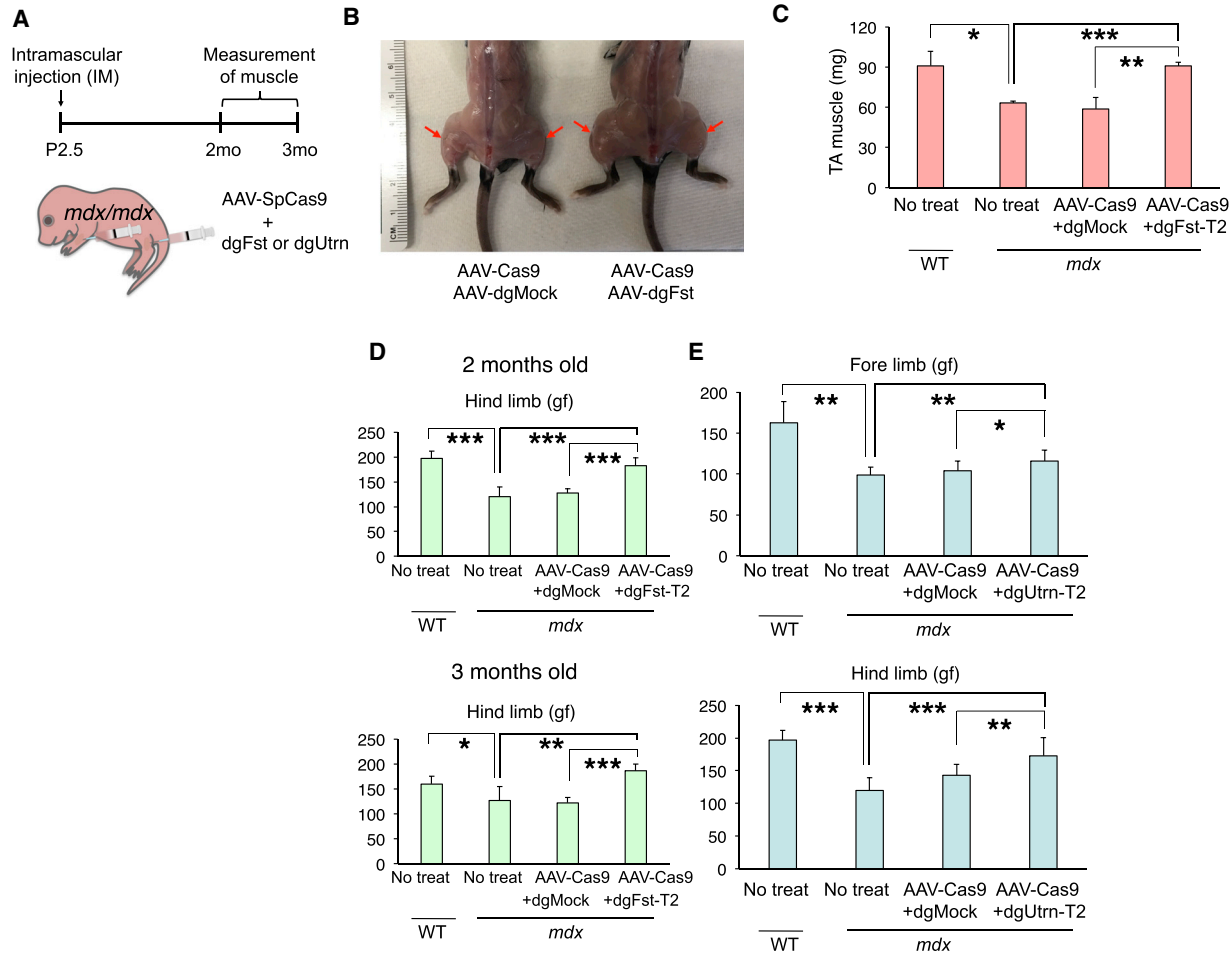 A
Intramascular
injection (IM)
Measurement
of muscle
P2.5
2mo
3mo
mdx/mdx
AAV-SpCas9
+
dgFst or dgUtrn
B
CM
AAV-Cas9
AAV-dgMock
AAV-Cas9
AAV-dgFst
C
TA muscle (mg)
120
90
60
30
0
*
***
**
No treat
No treat
AAV-Cas9
+dgMock
AAV-Cas9
+dgFst-T2
WT
mdx
D
2 months old
Hind limb (gf)
250
200
150
100
50
0
***
***
***
No treat
No treat
AAV-Cas9
+dgMock
AAV-Cas9
+dgFst-T2
WT
mdx
3 months old
Hind limb (gf)
250
200
150
100
50
0
*
**
***
No treat
No treat
AAV-Cas9
+dgMock
AAV-Cas9
+dgFst-T2
WT
mdx
E
Fore limb (gf)
200
150
100
50
0
**
**
*
No treat
No treat
AAV-Cas9
+dgMock
AAV-Cas9
+dgUtrn-T2
WT
mdx
Hind limb (gf)
250
200
150
100
50
0
***
***
**
No treat
No treat
AAV-Cas9
+dgMock
AAV-Cas9
+dgUtrn-T2
WT
mdx